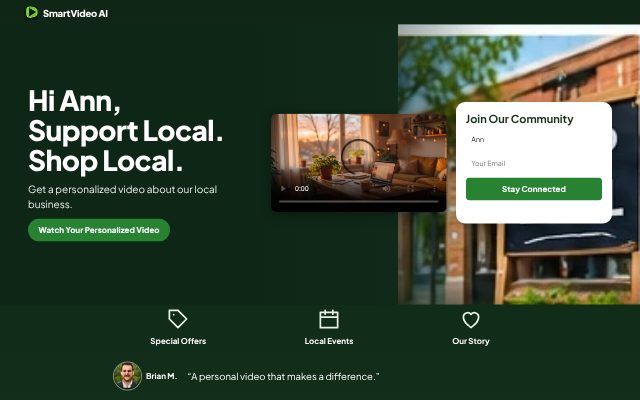 SmartVideo AI
Hi Ann,
Support Local.
Shop Local.
Get a personalized video about our local
business.
Watch Your Personalized Video
0:00
Join Our Community
Ann
Your Email
Stay Connected
Special Offers
Local Events
Our Story
Brian M.
“A personal video that makes a difference.”